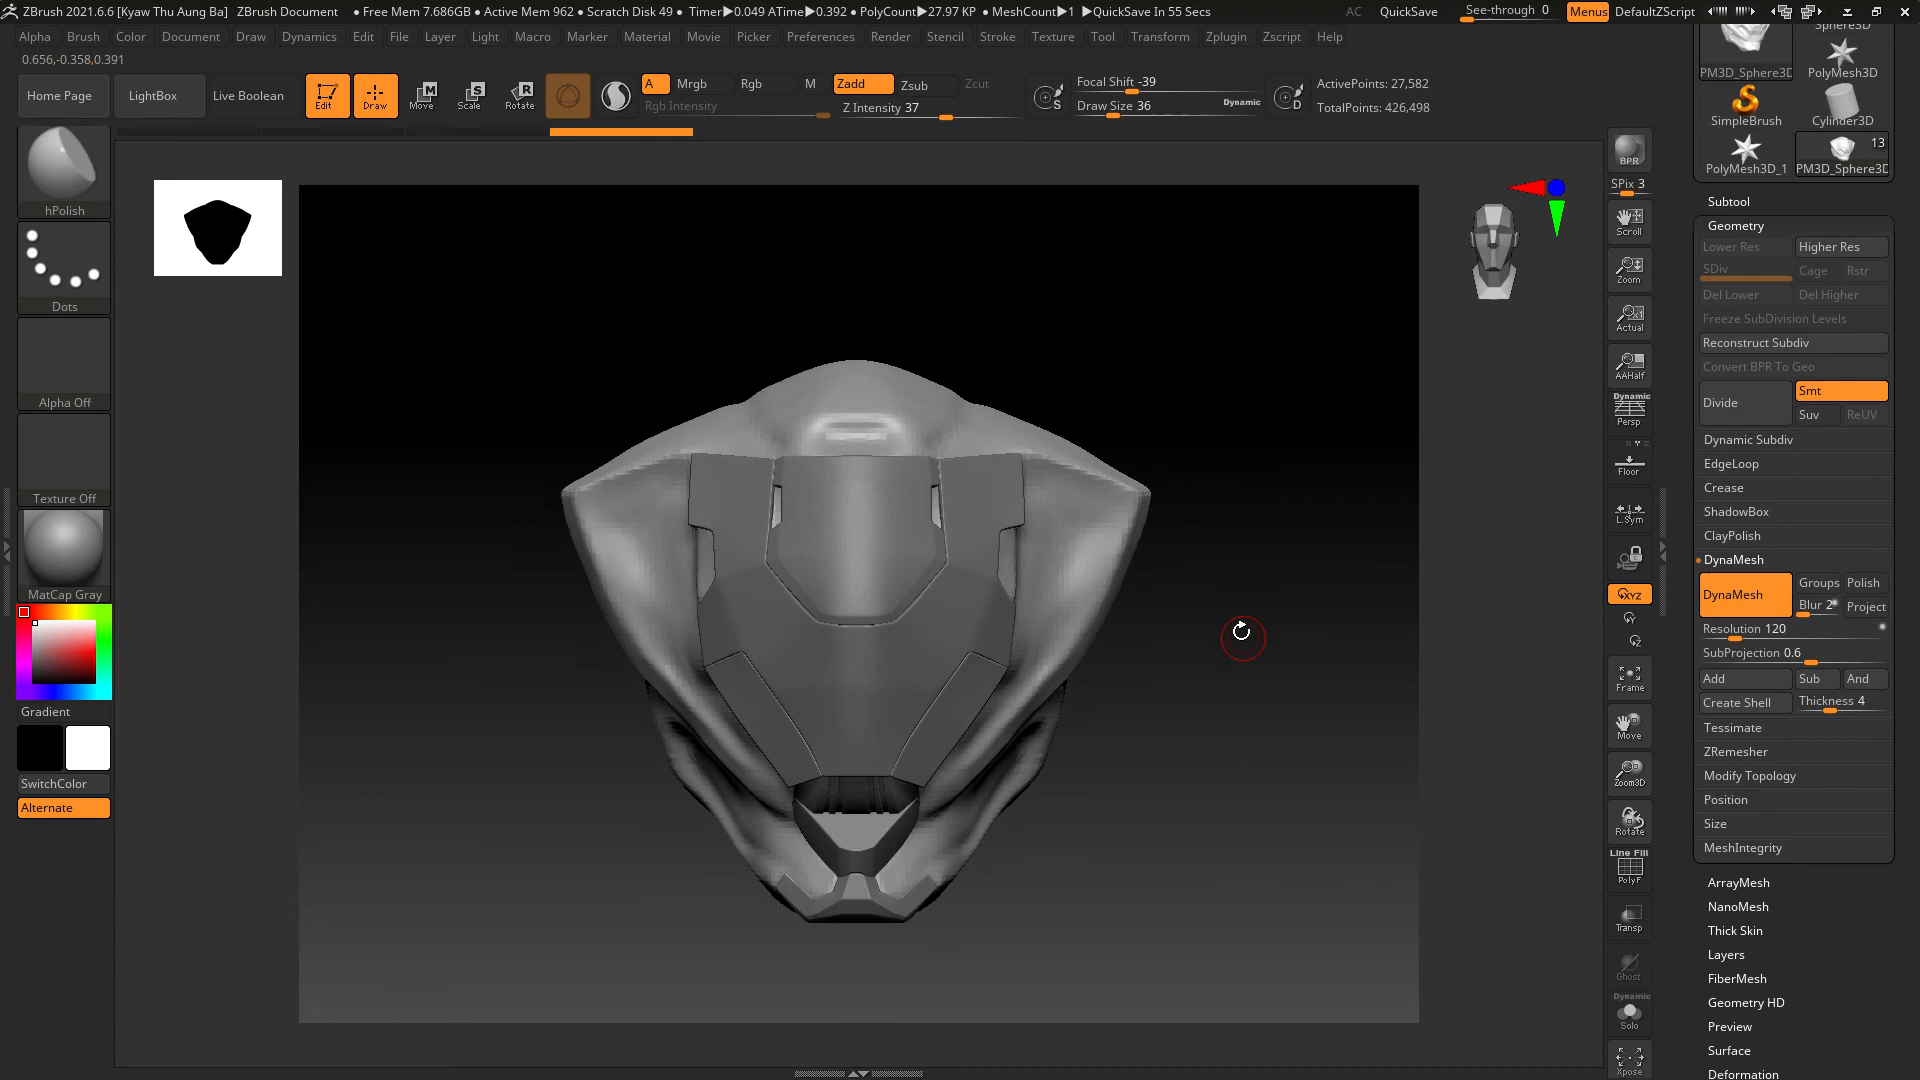 ZBrush 2021.6.6 [Kyaw Thu Aung Ba] ZBrush Document ● Free Mem 7.686GB ● Active Mem 962 ● Scratch Disk 49 ● Timer▶0.049 ATime▶0.392 ● PolyCount▶27.97 KP ● MeshCount▶1 ▶QuickSave In 55 Secs AC QuickSave See-through 0 Menus DefaultZScript
Alpha Brush Color Document Draw Dynamics Edit File Layer Light Macro Marker Material Movie Picker Preferences Render Stencil Stroke Texture Tool Transform Zplugin Zscript Help
0.656,-0.358,0.391
Home Page LightBox Live Boolean Edit Draw Move Scale Rotate
A Mrgb Rgb M Zadd Zsub Zcut
Rgb Intensity Z Intensity 37
S Focal Shift -39
Draw Size 36 Dynamic D
ActivePoints: 27,582
TotalPoints: 426,498
hPolish
Dots
Alpha Off
Texture Off
MatCap Gray
Gradient
SwitchColor
Alternate
BPR
SPix 3
Scroll
Zoom
Actual
AAHalf
Dynamic
Persp
Floor
L.Sym
XYZ
Y
Z
Frame
Move
Zoom3D
Rotate
Line Fill
PolyF
Transp
Ghost
Dynamic
Solo
Xpose
Sphere3D
PM3D_Sphere3D PolyMesh3D
SimpleBrush Cylinder3D
13
PolyMesh3D_1 PM3D_Sphere3D
Subtool
Geometry
Lower Res Higher Res
SDiv Cage Rstr
Del Lower Del Higher
Freeze SubDivision Levels
Reconstruct Subdiv
Convert BPR To Geo
Divide Smt
Suv ReUV
Dynamic Subdiv
EdgeLoop
Crease
ShadowBox
ClayPolish
DynaMesh
DynaMesh Groups Polish
Blur 2 Project
Resolution 120
SubProjection 0.6
Add Sub And
Create Shell Thickness 4
Tessimate
ZRemesher
Modify Topology
Position
Size
MeshIntegrity
ArrayMesh
NanoMesh
Thick Skin
Layers
FiberMesh
Geometry HD
Preview
Surface
Deformation